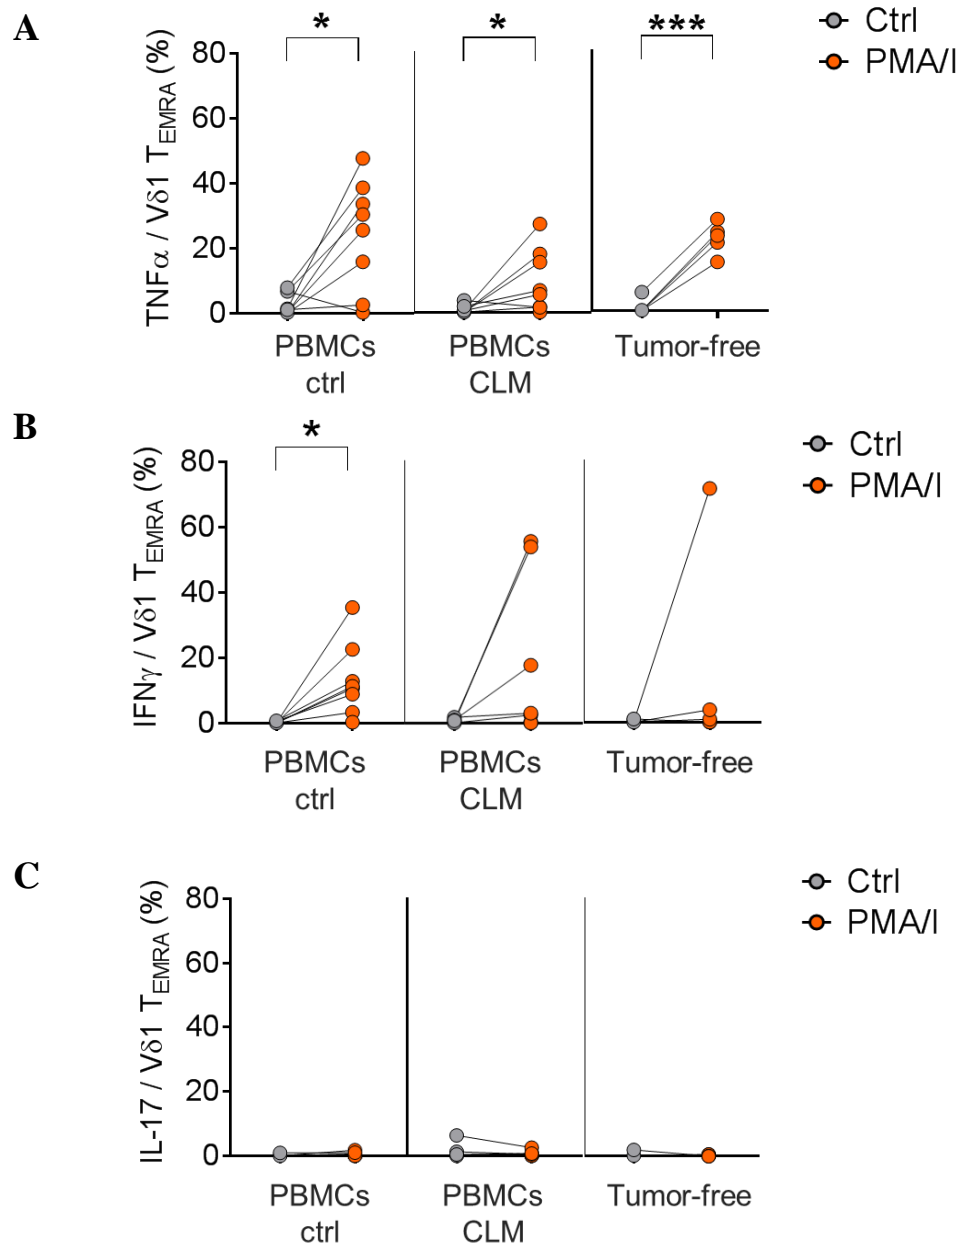 A
* * ***
Ctrl
PMA/I
TNFα / Vδ1 TEMRA (%)
80
60
40
20
0
PBMCs
ctrl
PBMCs
CLM
Tumor-free
B
*
Ctrl
PMA/I
IFNγ / Vδ1 TEMRA (%)
80
60
40
20
0
PBMCs
ctrl
PBMCs
CLM
Tumor-free
C
Ctrl
PMA/I
IL-17 / Vδ1 TEMRA (%)
80
60
40
20
0
PBMCs
ctrl
PBMCs
CLM
Tumor-free